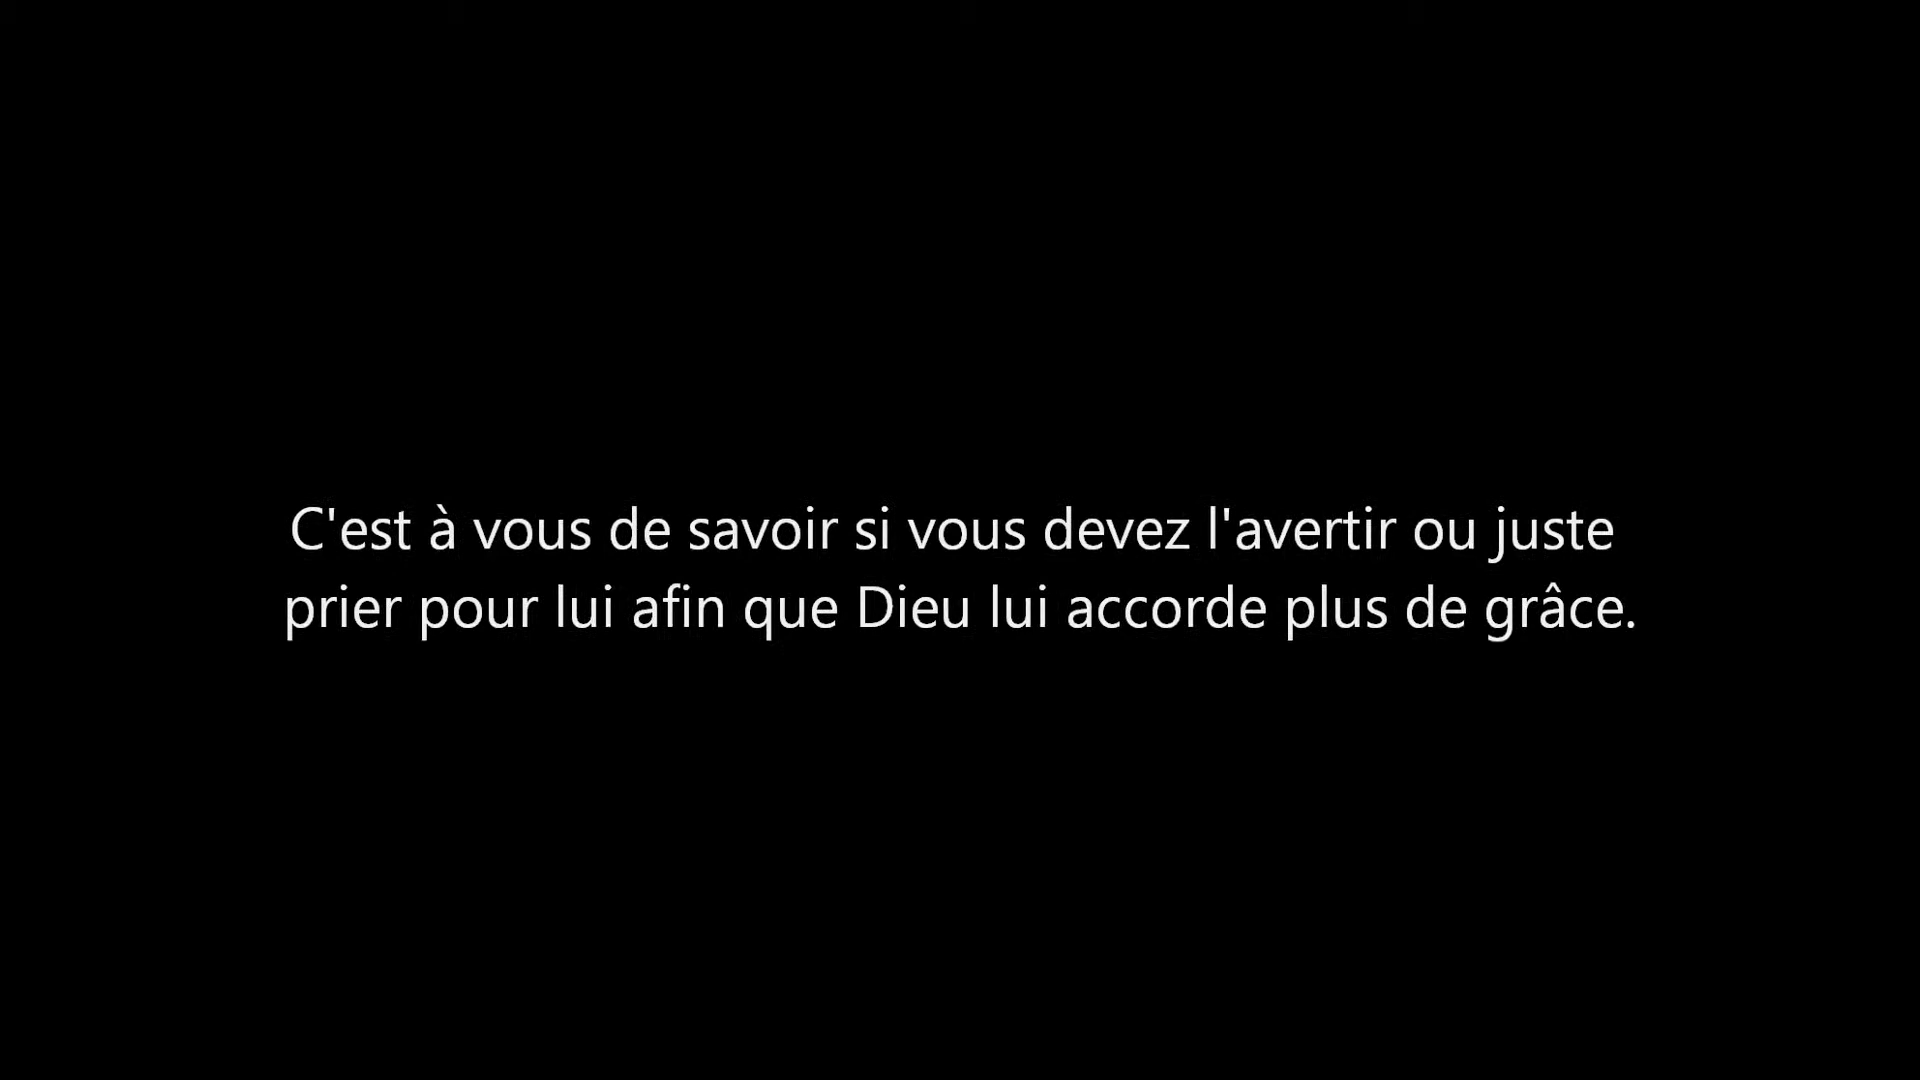 C'est à vous de savoir si vous devez l'avertir ou juste
prier pour lui afin que Dieu lui accorde plus de grâce.